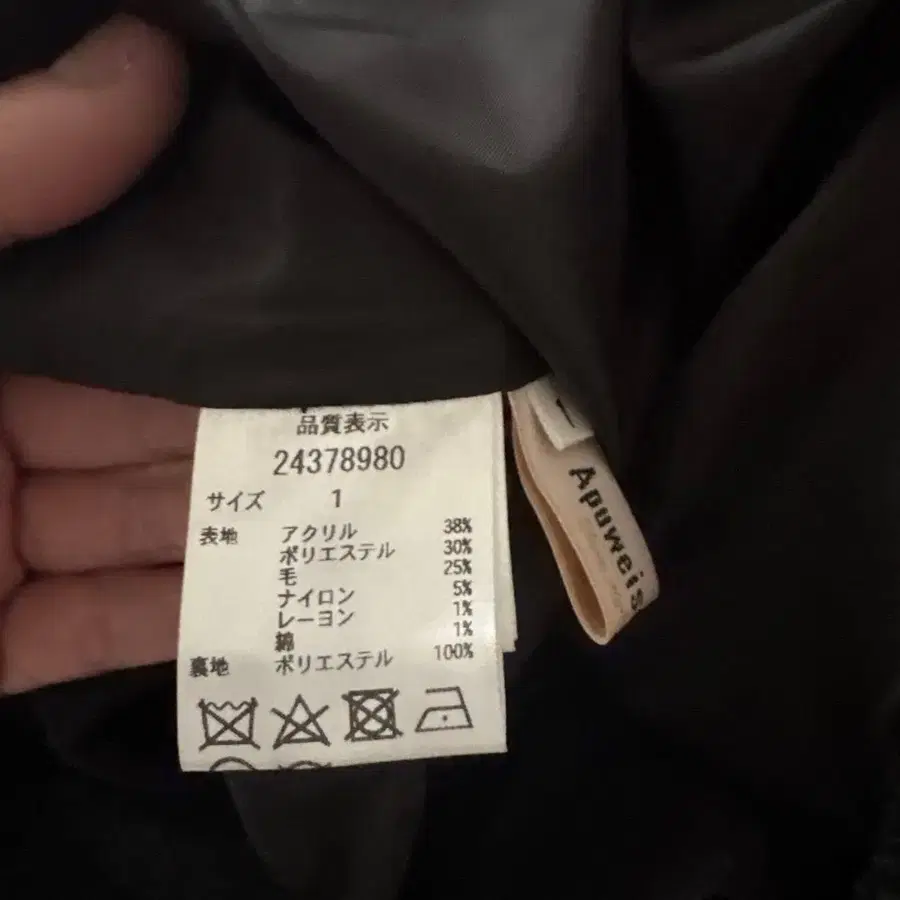 品質表示
24378980
サイズ 1
表地 アクリル 38%
ポリエステル 30%
毛 25%
ナイロン 5%
レーヨン 1%
綿 1%
裏地 ポリエステル 100%
Apuweis